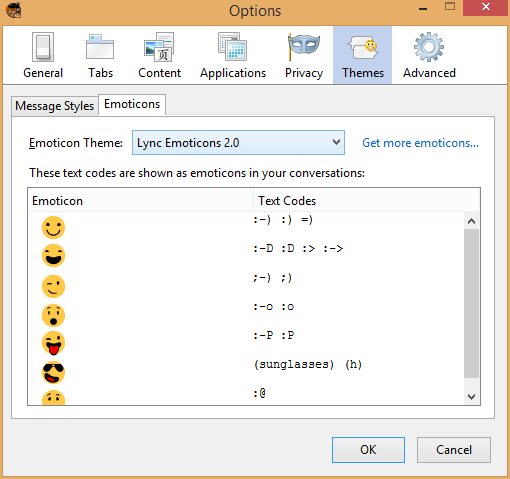 Options
General Tabs Content Applications Privacy Themes Advanced
Message Styles Emoticons
Emoticon Theme: Lync Emoticons 2.0 Get more emoticons...
These text codes are shown as emoticons in your conversations:
Emoticon Text Codes
:-) :) =)
:-D :D :> :->
;-) ;)
:-o :o
:-P :P
(sunglasses) (h)
:@
OK Cancel